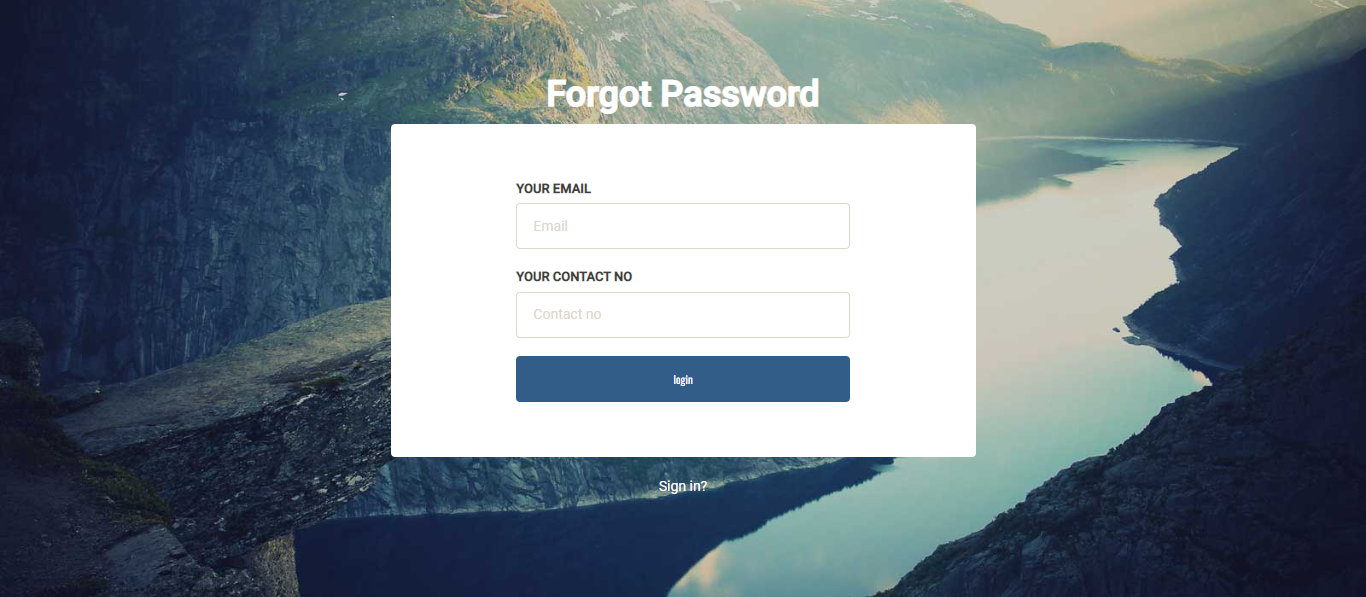 Forgot Password
YOUR EMAIL
Email
YOUR CONTACT NO
Contact no
login
Sign in?